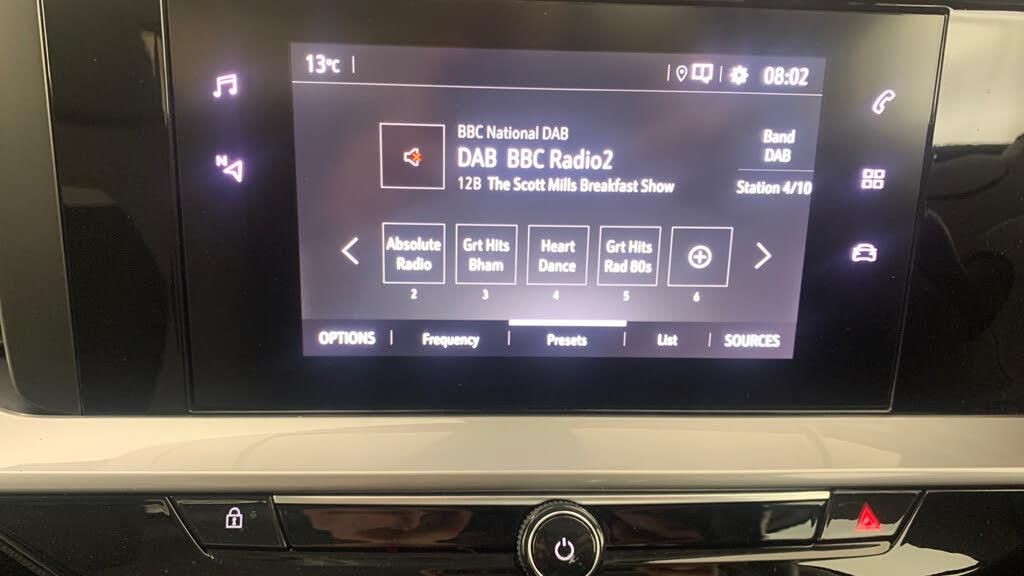 13°C
08:02
BBC National DAB
DAB BBC Radio2
12B The Scott Mills Breakfast Show
Band
DAB
Station 4/10
N
Absolute
Radio
Grt Hits
Bham
Heart
Dance
Grt Hits
Rad 80s
2 3 4 5 6
OPTIONS Frequency Presets List SOURCES